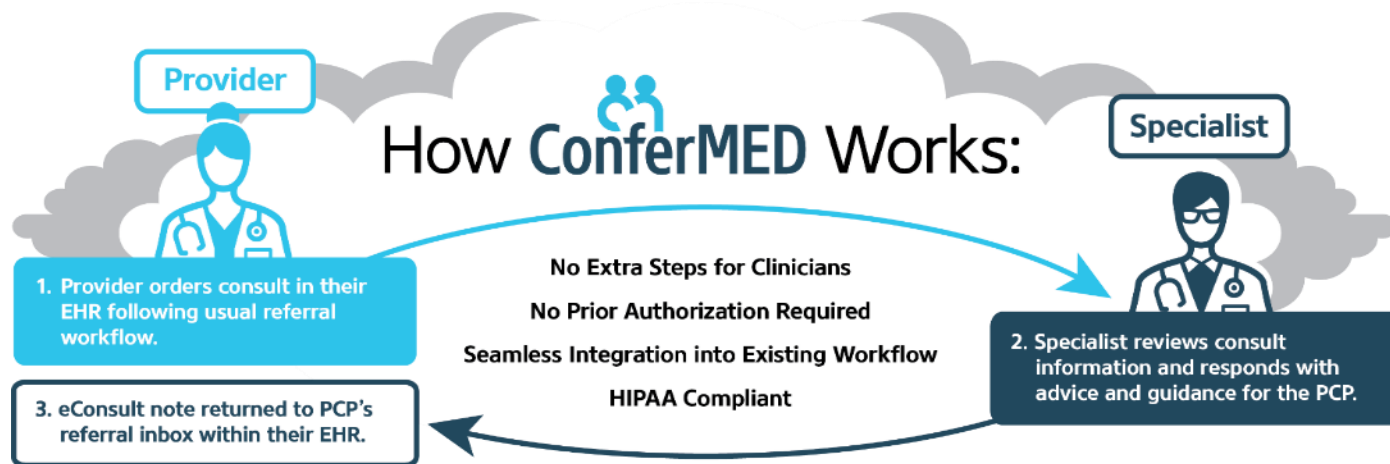 Provider
Specialist
How ConferMED Works:
1. Provider orders consult in their
EHR following usual referral
workflow.
No Extra Steps for Clinicians
No Prior Authorization Required
Seamless Integration into Existing Workflow
HIPAA Compliant
2. Specialist reviews consult
information and responds with
advice and guidance for the PCP.
3. eConsult note returned to PCP's
referral inbox within their EHR.